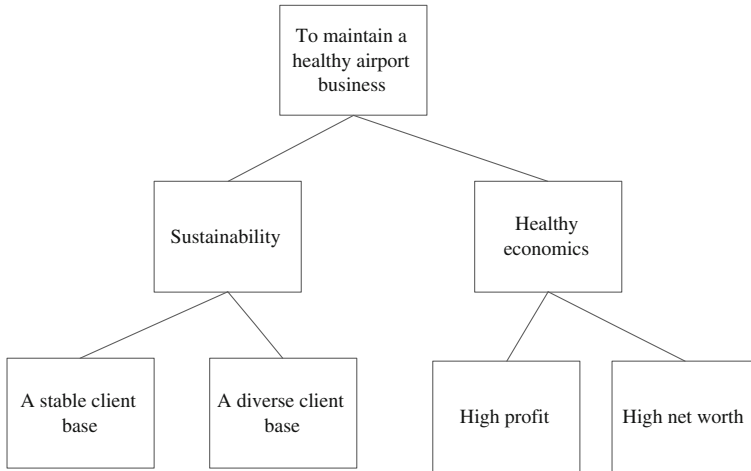 To maintain a
healthy airport
business
Sustainability
Healthy
economics
A stable client
base
A diverse client
base
High profit
High net worth